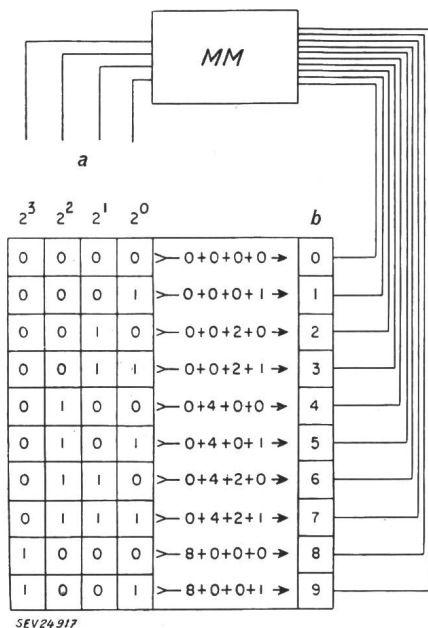 MM
a
2³ 2² 2¹ 2⁰ b
0 0 0 0 >—0+0+0+0→ 0
0 0 0 1 >—0+0+0+1→ 1
0 0 1 0 >—0+0+2+0→ 2
0 0 1 1 >—0+0+2+1→ 3
0 1 0 0 >—0+4+0+0→ 4
0 1 0 1 >—0+4+0+1→ 5
0 1 1 0 >—0+4+2+0→ 6
0 1 1 1 >—0+4+2+1→ 7
1 0 0 0 >—8+0+0+0→ 8
1 0 0 1 >—8+0+0+1→ 9
SEV24917